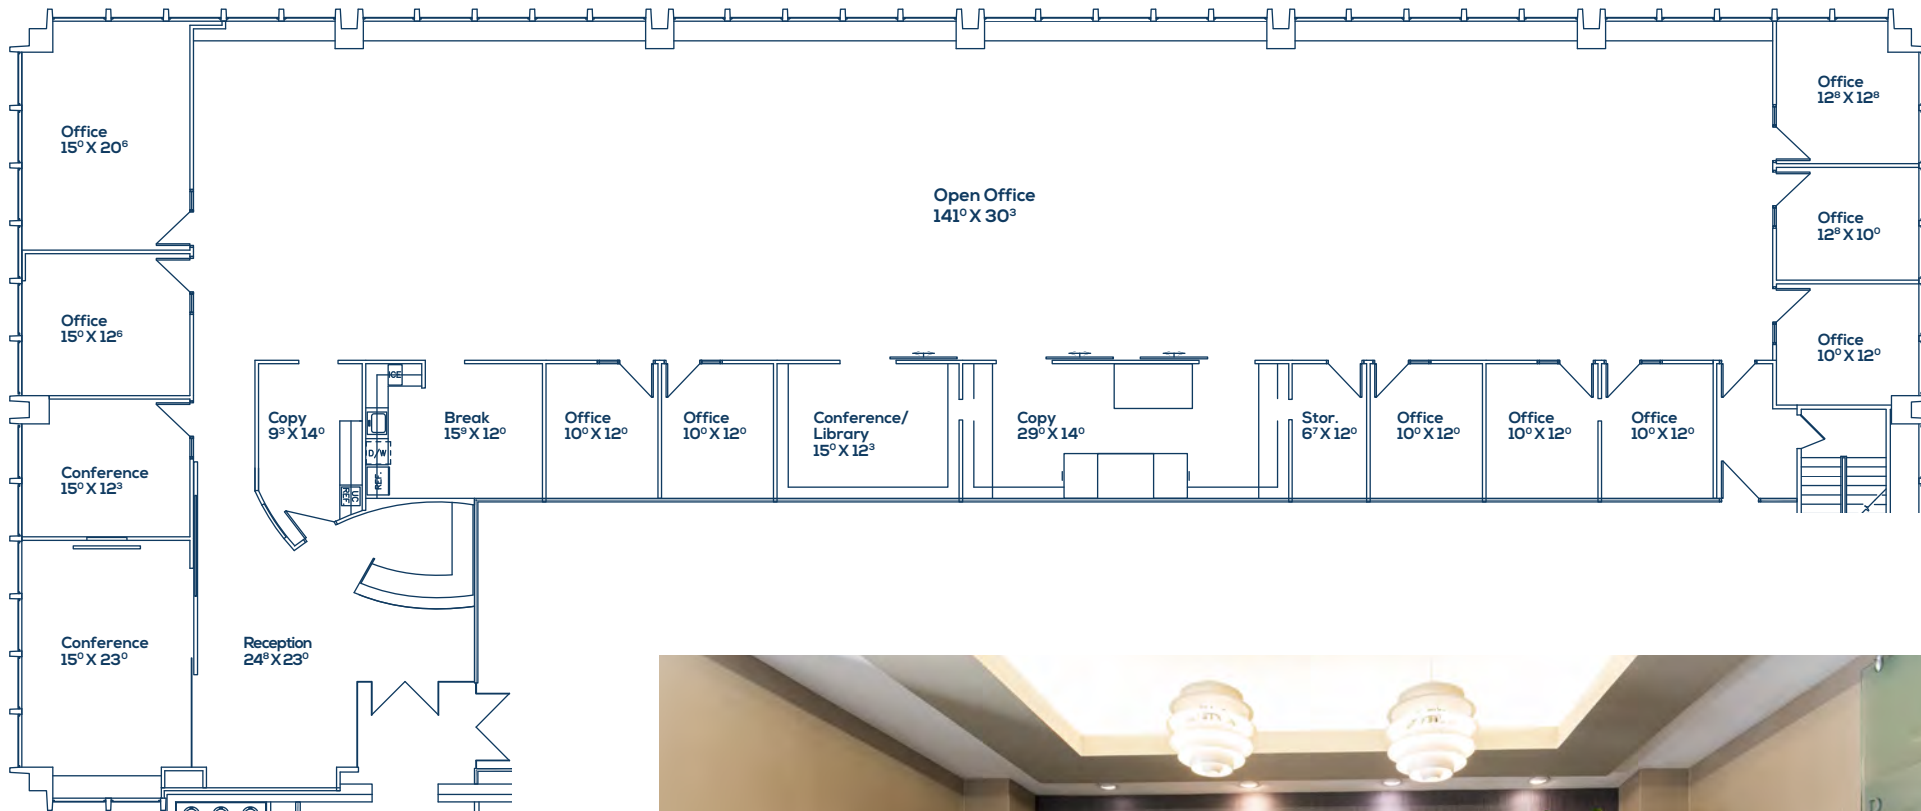 Office
12⁸ X 12⁸
Office
15⁰ X 20⁶
Open Office
141⁰ X 30³
Office
12⁸ X 10⁰
Office
15⁰ X 12⁶
Office
10⁰ X 12⁰
ICE
Copy
9³ X 14⁰
Break
15⁹ X 12⁰
Office
10⁰ X 12⁰
Office
10⁰ X 12⁰
Conference/
Library
15⁰ X 12³
Copy
29⁰ X 14⁰
Stor.
6⁷ X 12⁰
Office
10⁰ X 12⁰
Office
10⁰ X 12⁰
Office
10⁰ X 12⁰
D/W
REF.
UC
REF
Conference
15⁰ X 12³
Conference
15⁰ X 23⁰
Reception
24⁸ X 23⁰